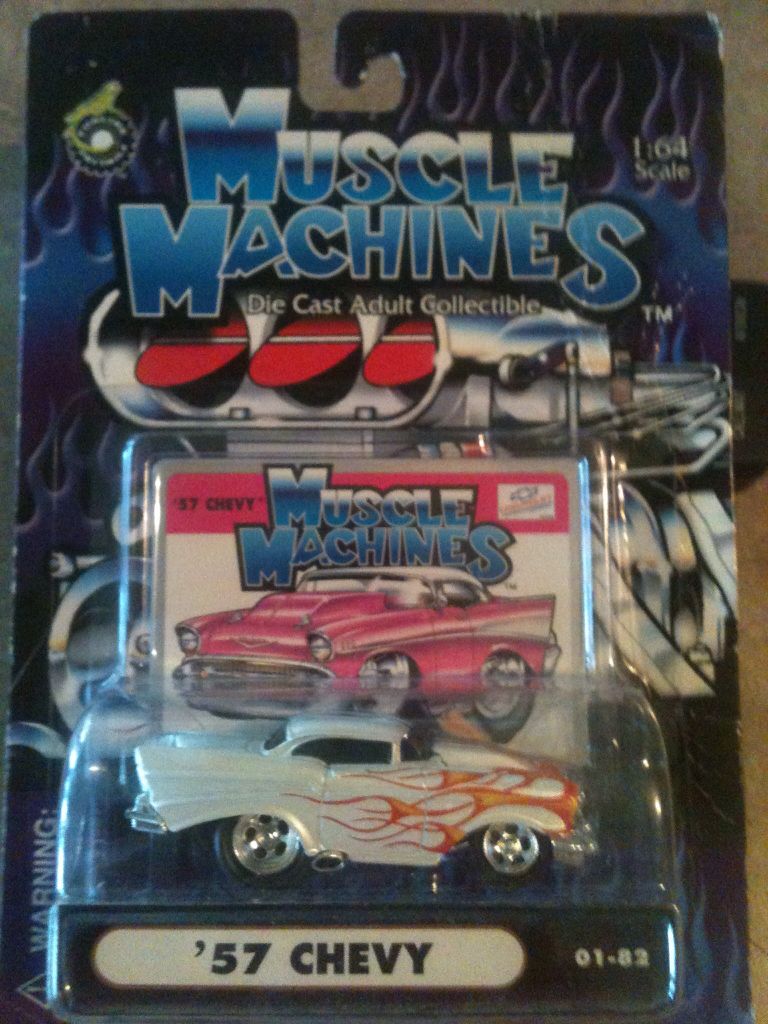 MUSCLE
MACHINES
TM
1:64
Scale
Die Cast Adult Collectible
'57 CHEVY
MUSCLE
MACHINES
TM
WARNING:
'57 CHEVY
01-82